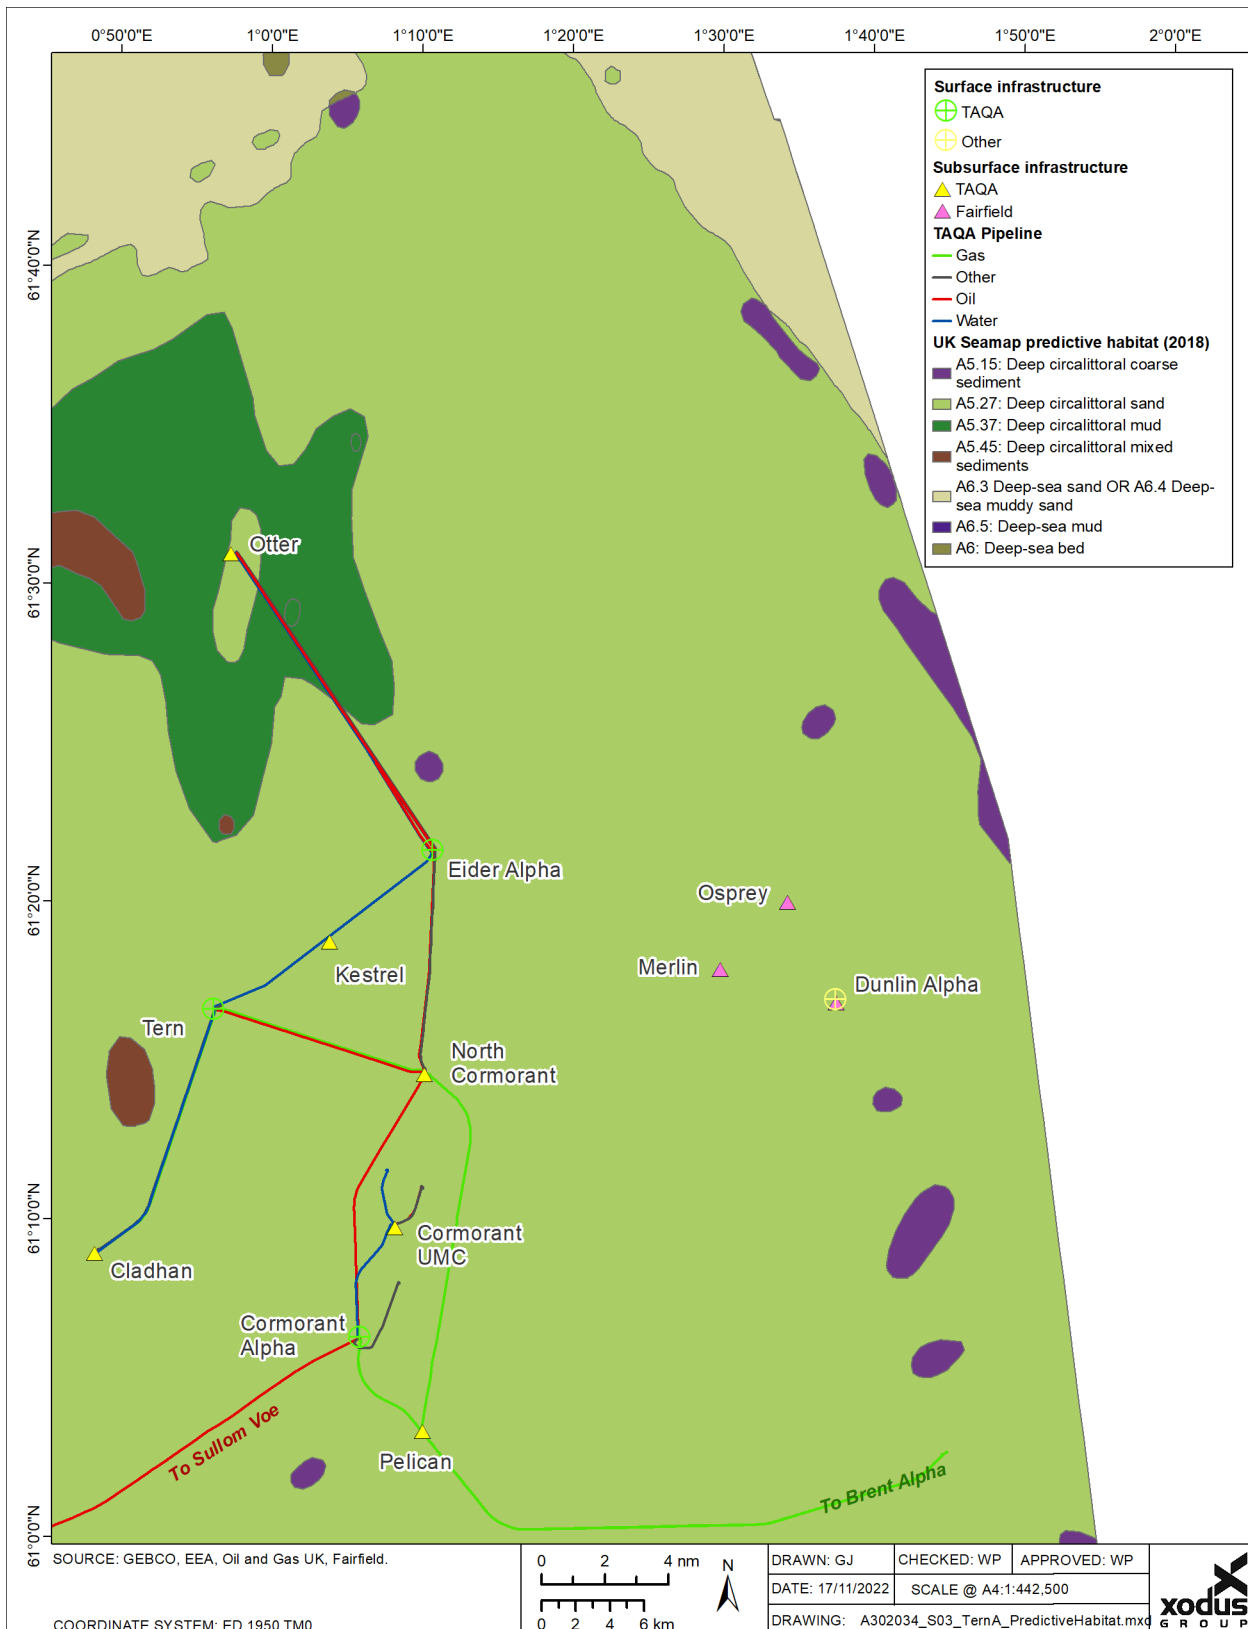 0°50'0"E 1°0'0"E 1°10'0"E 1°20'0"E 1°30'0"E 1°40'0"E 1°50'0"E 2°0'0"E
61°40'0"N
61°30'0"N
61°20'0"N
61°10'0"N
61°0'0"N
Surface infrastructure
TAQA
Other
Subsurface infrastructure
TAQA
Fairfield
TAQA Pipeline
Gas
Other
Oil
Water
UK Seamap predictive habitat (2018)
A5.15: Deep circalittoral coarse
sediment
A5.27: Deep circalittoral sand
A5.37: Deep circalittoral mud
A5.45: Deep circalittoral mixed
sediments
A6.3 Deep-sea sand OR A6.4 Deep-
sea muddy sand
A6.5: Deep-sea mud
A6: Deep-sea bed
Otter
Eider Alpha
Osprey
Kestrel
Merlin
Dunlin Alpha
Tern
North
Cormorant
Cormorant
UMC
Cladhan
Cormorant
Alpha
To Sullom Voe
Pelican
To Brent Alpha
SOURCE: GEBCO, EEA, Oil and Gas UK, Fairfield.
COORDINATE SYSTEM: ED 1950 TM0
0 2 4 nm
0 2 4 6 km
N
DRAWN: GJ CHECKED: WP APPROVED: WP
DATE: 17/11/2022 SCALE @ A4:1:442,500
DRAWING: A302034_S03_TernA_PredictiveHabitat.mxd
xodus
GROUP